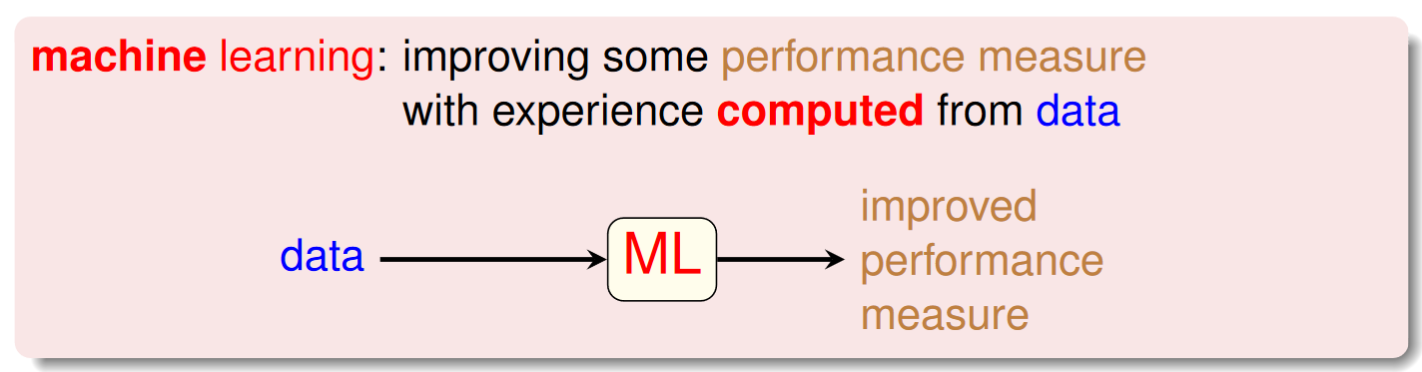 machine learning: improving some performance measure
with experience computed from data
data
ML
improved
performance
measure